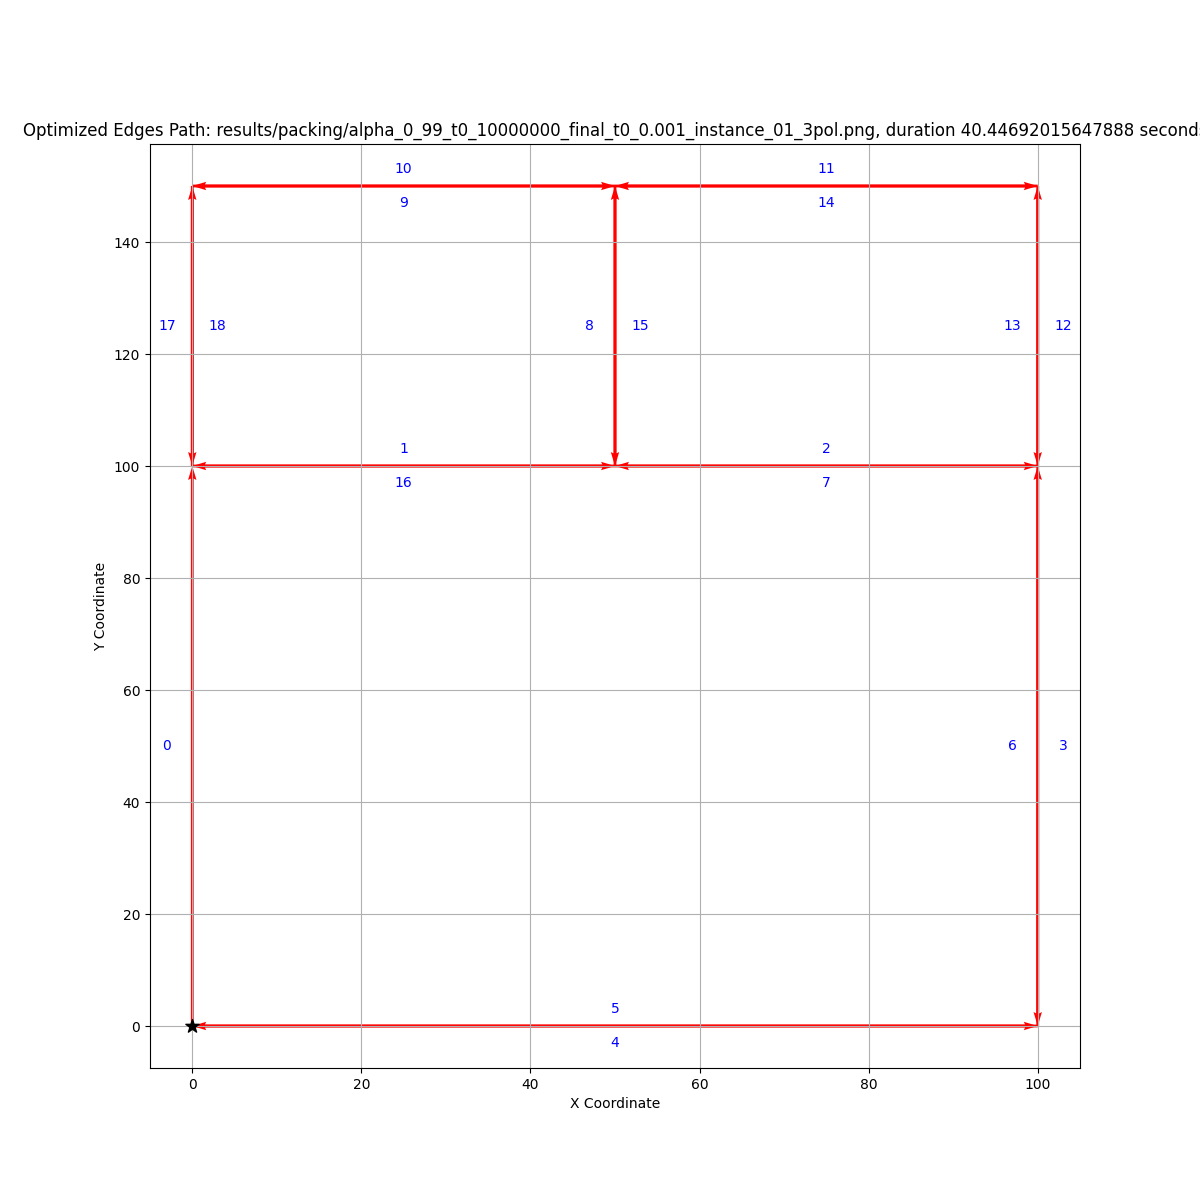 Optimized Edges Path: results/packing/alpha_0_99_t0_10000000_final_t0_0.001_instance_01_3pol.png, duration 40.44692015647888
10 11
9 14
140
17 18 8 15 13 12
120
1 2
100
16 7
80
Y Coordinate
60
0 6 3
40
20
5
0
4
0 20 40 60 80 100
X Coordinate